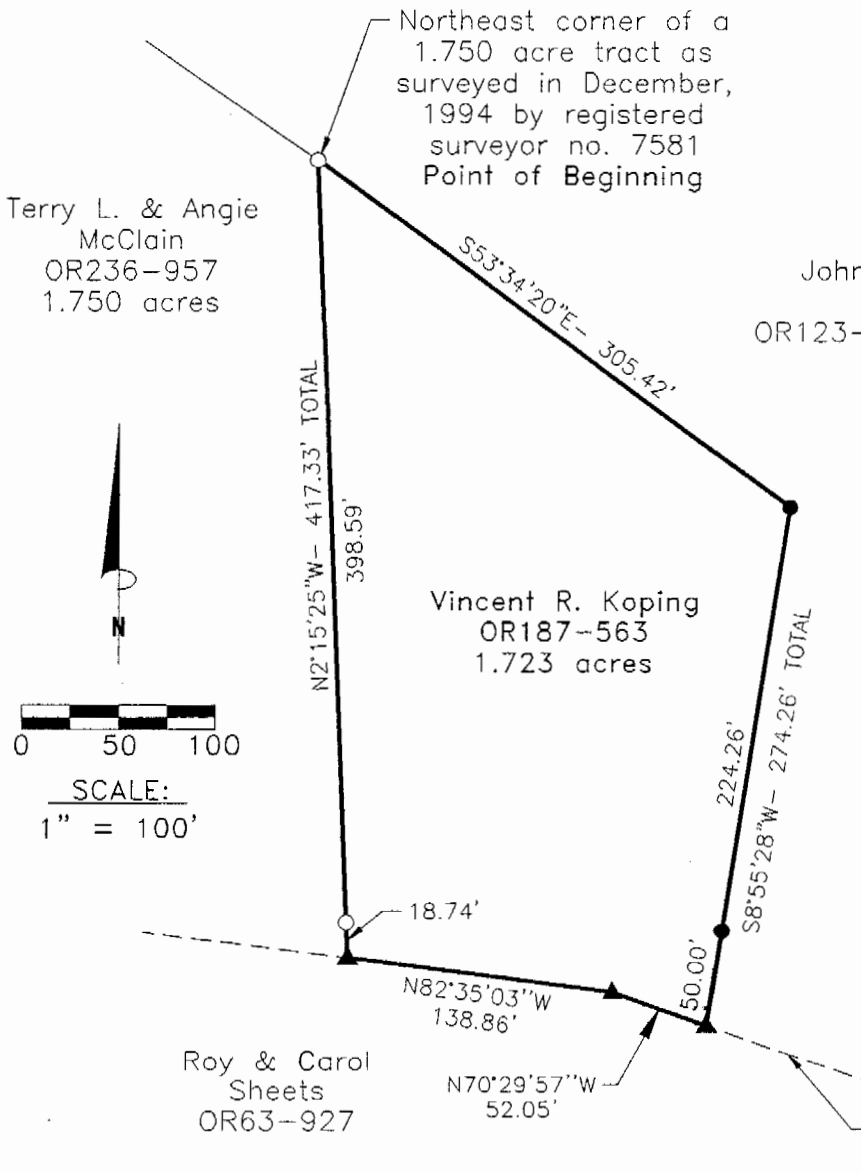 Northeast corner of a
1.750 acre tract as
surveyed in December,
1994 by registered
surveyor no. 7581
Point of Beginning
Terry L. & Angie
McClain
OR236-957
1.750 acres
S53°34'20"E- 305.42'
John
OR123-
N2°15'25"W- 417.33' TOTAL
398.59'
N
0 50 100
SCALE:
1" = 100'
Vincent R. Koping
OR187-563
1.723 acres
224.26'
S8°55'28"W- 274.26' TOTAL
50.00'
18.74'
N82°35'03"W
138.86'
N70°29'57"W
52.05'
Roy & Carol
Sheets
OR63-927